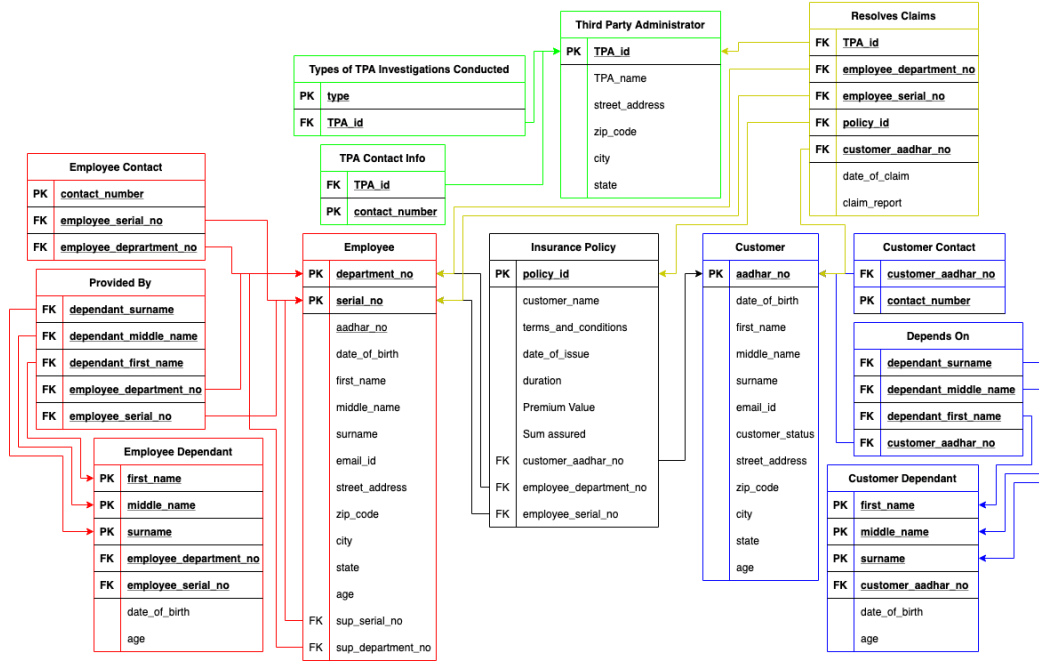 Third Party Administrator
PK TPA_id
TPA_name
street_address
zip_code
city
state
Resolves Claims
FK TPA_id
FK employee_department_no
FK employee_serial_no
FK policy_id
FK customer_aadhar_no
date_of_claim
claim_report
Types of TPA Investigations Conducted
PK type
FK TPA_id
TPA Contact Info
FK TPA_id
PK contact_number
Employee Contact
PK contact_number
FK employee_serial_no
FK employee_deprartment_no
Provided By
FK dependant_surname
FK dependant_middle_name
FK dependant_first_name
FK employee_department_no
FK employee_serial_no
Employee Dependant
PK first_name
PK middle_name
PK surname
FK employee_department_no
FK employee_serial_no
date_of_birth
age
Employee
PK department_no
PK serial_no
aadhar_no
date_of_birth
first_name
middle_name
surname
email_id
street_address
zip_code
city
state
age
FK sup_serial_no
FK sup_department_no
Insurance Policy
PK policy_id
customer_name
terms_and_conditions
date_of_issue
duration
Premium Value
Sum assured
FK customer_aadhar_no
FK employee_department_no
FK employee_serial_no
Customer
PK aadhar_no
date_of_birth
first_name
middle_name
surname
email_id
customer_status
street_address
zip_code
city
state
age
Customer Contact
FK customer_aadhar_no
PK contact_number
Depends On
FK dependant_surname
FK dependant_middle_name
FK dependant_first_name
FK customer_aadhar_no
Customer Dependant
PK first_name
PK middle_name
PK surname
FK customer_aadhar_no
date_of_birth
age